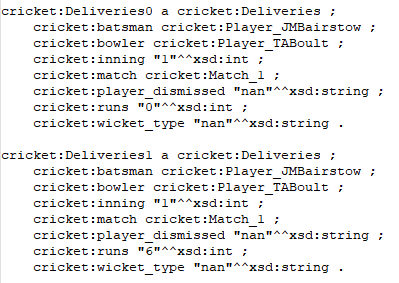 cricket:Deliveries0 a cricket:Deliveries ;
    cricket:batsman cricket:Player_JMBairstow ;
    cricket:bowler cricket:Player_TABoult ;
    cricket:inning "1"^^xsd:int ;
    cricket:match cricket:Match_1 ;
    cricket:player_dismissed "nan"^^xsd:string ;
    cricket:runs "0"^^xsd:int ;
    cricket:wicket_type "nan"^^xsd:string .

cricket:Deliveries1 a cricket:Deliveries ;
    cricket:batsman cricket:Player_JMBairstow ;
    cricket:bowler cricket:Player_TABoult ;
    cricket:inning "1"^^xsd:int ;
    cricket:match cricket:Match_1 ;
    cricket:player_dismissed "nan"^^xsd:string ;
    cricket:runs "6"^^xsd:int ;
    cricket:wicket_type "nan"^^xsd:string .